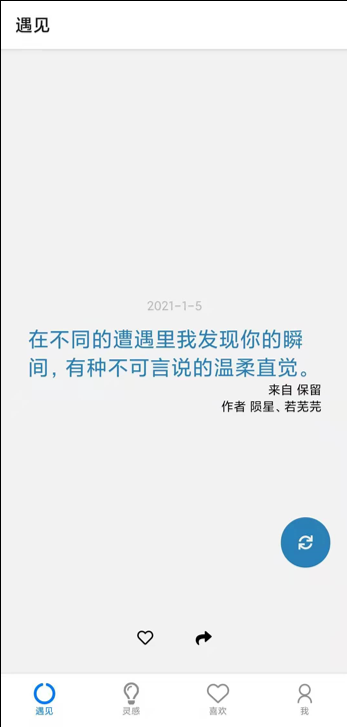 遇见
2021-1-5
在不同的遭遇里我发现你的瞬
间，有种不可言说的温柔直觉。
来自 保留
作者 陨星、若芜芫
遇见
灵感
喜欢
我